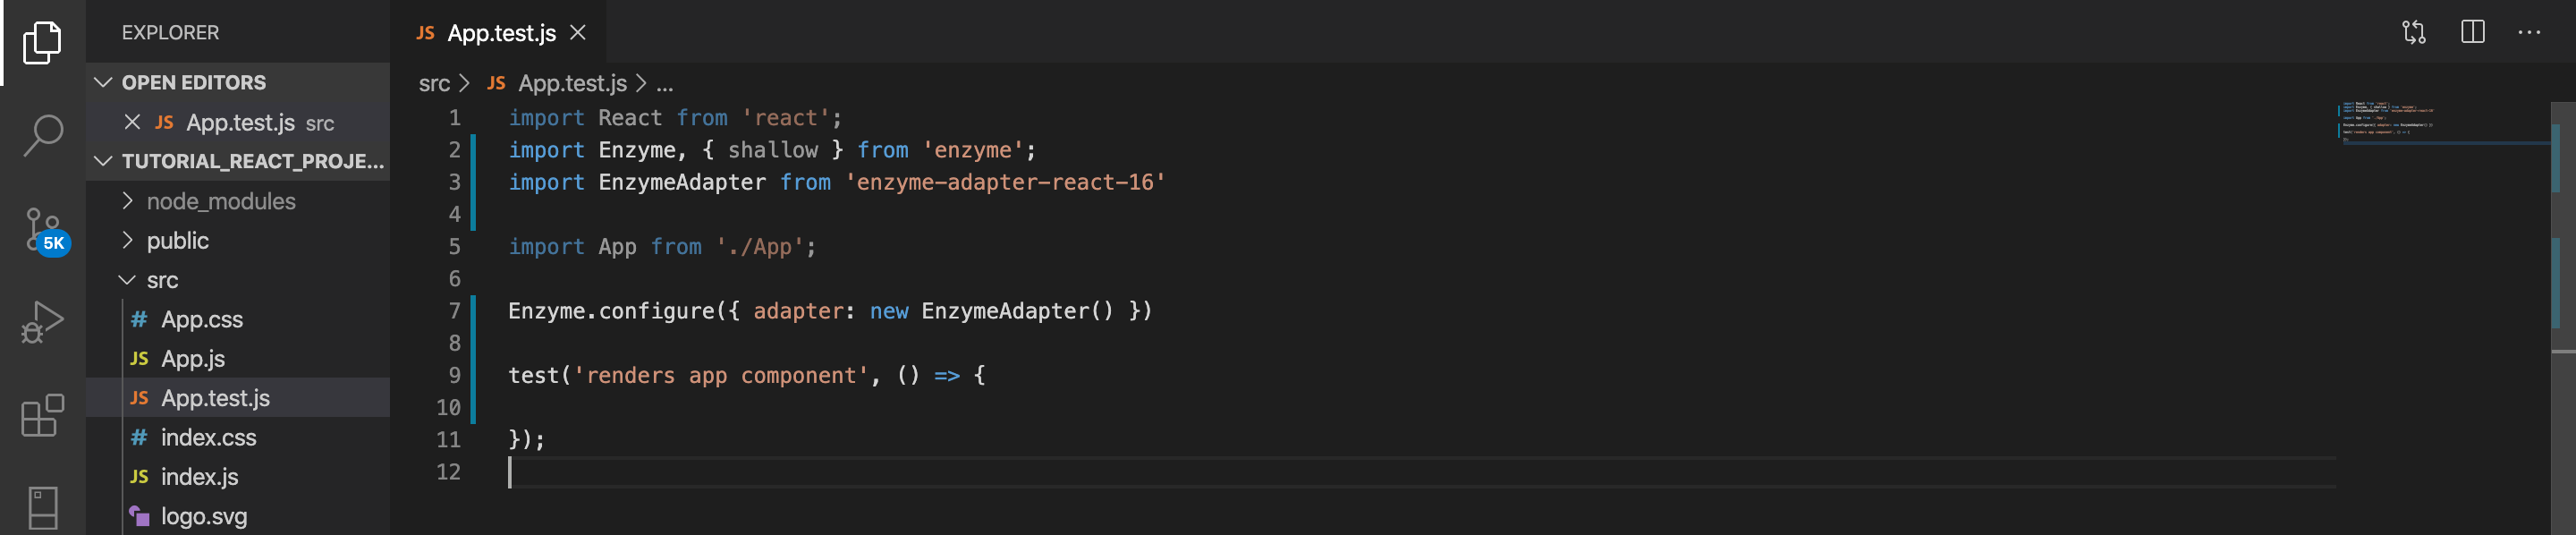 EXPLORER
OPEN EDITORS
JS App.test.js src
TUTORIAL_REACT_PROJE...
node_modules
public
src
# App.css
JS App.js
JS App.test.js
# index.css
JS index.js
logo.svg
5K
JS App.test.js
src > JS App.test.js > ...
1 import React from 'react';
2 import Enzyme, { shallow } from 'enzyme';
3 import EnzymeAdapter from 'enzyme-adapter-react-16'
4
5 import App from './App';
6
7 Enzyme.configure({ adapter: new EnzymeAdapter() })
8
9 test('renders app component', () => {
10
11 });
12